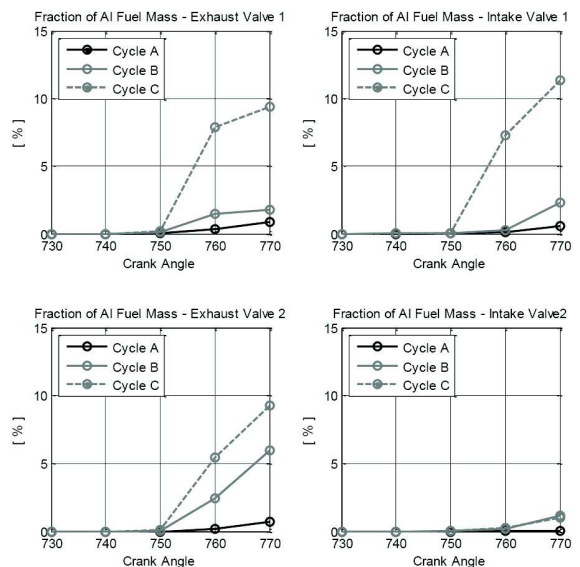 Fraction of AI Fuel Mass - Exhaust Valve 1
15
10
5
0
[ % ]
Cycle A
Cycle B
Cycle C
730 740 750 760 770
Crank Angle
Fraction of AI Fuel Mass - Intake Valve 1
15
10
5
0
[ % ]
Cycle A
Cycle B
Cycle C
730 740 750 760 770
Crank Angle
Fraction of AI Fuel Mass - Exhaust Valve 2
15
10
5
0
[ % ]
Cycle A
Cycle B
Cycle C
730 740 750 760 770
Crank Angle
Fraction of AI Fuel Mass - Intake Valve2
15
10
5
0
[ % ]
Cycle A
Cycle B
Cycle C
730 740 750 760 770
Crank Angle